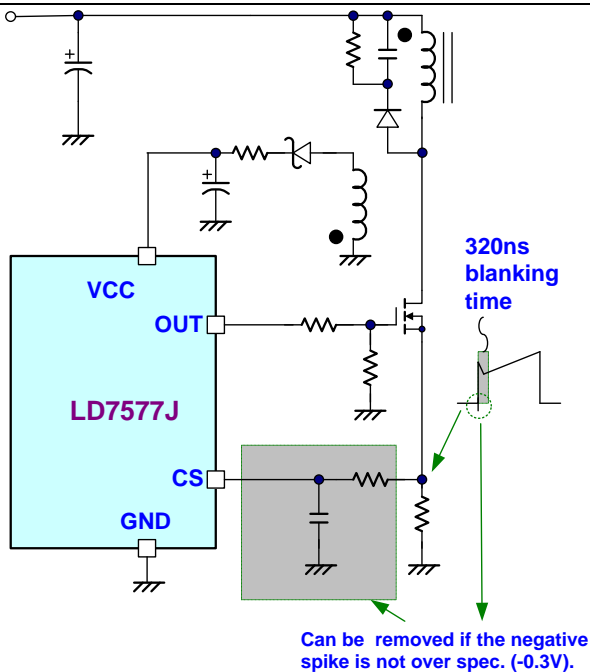 +
+
320ns
blanking
time
VCC
OUT
LD7577J
CS
GND
Can be removed if the negative
spike is not over spec. (-0.3V).